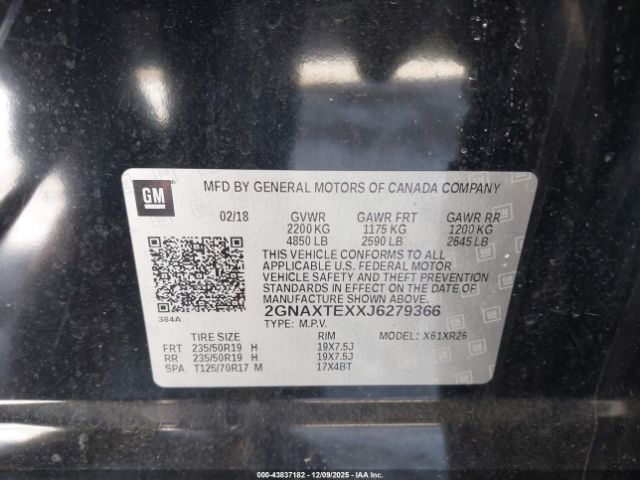 GM
MFD BY GENERAL MOTORS OF CANADA COMPANY
02/18 GVWR GAWR FRT GAWR RR
2200 KG 1175 KG 1200 KG
4850 LB 2590 LB 2645 LB
THIS VEHICLE CONFORMS TO ALL
APPLICABLE U.S. FEDERAL MOTOR
VEHICLE SAFETY AND THEFT PREVENTION
STANDARDS IN EFFECT ON THE DATE OF
MANUFACTURE SHOWN ABOVE.
2GNAXTEXXJ6279366
384A
TYPE: M.P.V. MODEL: X61XR26
TIRE SIZE RIM
FRT 235/50R19 H 19X7.5J
RR 235/50R19 H 19X7.5J
SPA T125/70R17 M 17X4BT
000-43837182 - 12/09/2025 - IAA Inc.